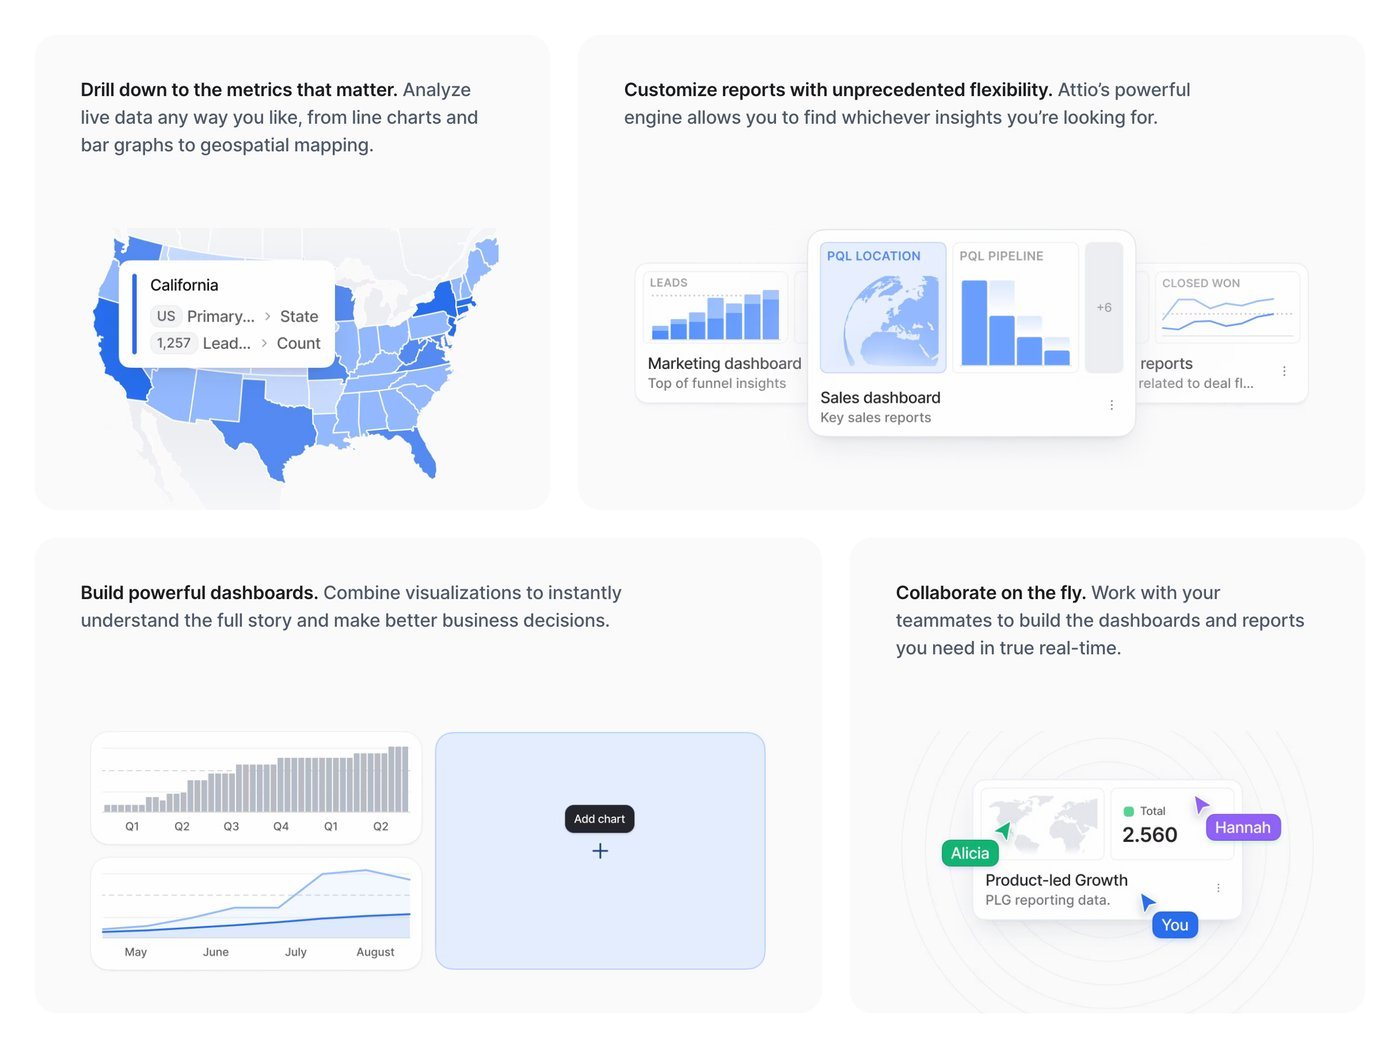 Drill down to the metrics that matter. Analyze
live data any way you like, from line charts and
bar graphs to geospatial mapping.
California
US Primary... > State
1,257 Lead... > Count
Customize reports with unprecedented flexibility. Attio’s powerful
engine allows you to find whichever insights you’re looking for.
LEADS
Marketing dashboard
Top of funnel insights
PQL LOCATION
PQL PIPELINE
+6
Sales dashboard
Key sales reports
CLOSED WON
reports
related to deal fl...
Build powerful dashboards. Combine visualizations to instantly
understand the full story and make better business decisions.
Q1 Q2 Q3 Q4 Q1 Q2
May June July August
Add chart
Collaborate on the fly. Work with your
teammates to build the dashboards and reports
you need in true real-time.
Total
2.560
Hannah
Alicia
Product-led Growth
PLG reporting data.
You